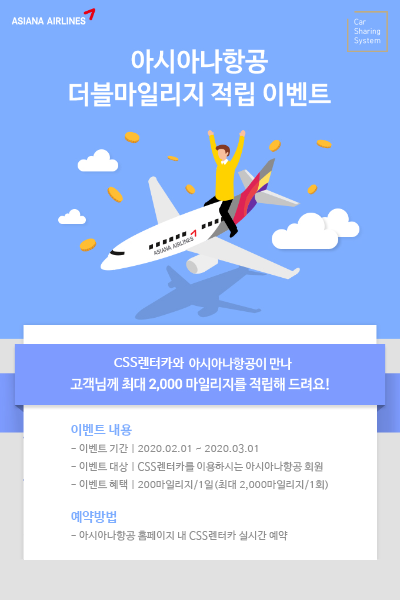 ASIANA AIRLINES
Car
Sharing
System
아시아나항공
더블마일리지 적립 이벤트
ASIANA AIRLINES
CSS렌터카와 아시아나항공이 만나
고객님께 최대 2,000 마일리지를 적립해 드려요!
이벤트 내용
- 이벤트 기간 | 2020.02.01 ~ 2020.03.01
- 이벤트 대상 | CSS렌터카를 이용하시는 아시아나항공 회원
- 이벤트 혜택 | 200마일리지/1일(최대 2,000마일리지/1회)
예약방법
- 아시아나항공 홈페이지 내 CSS렌터카 실시간 예약